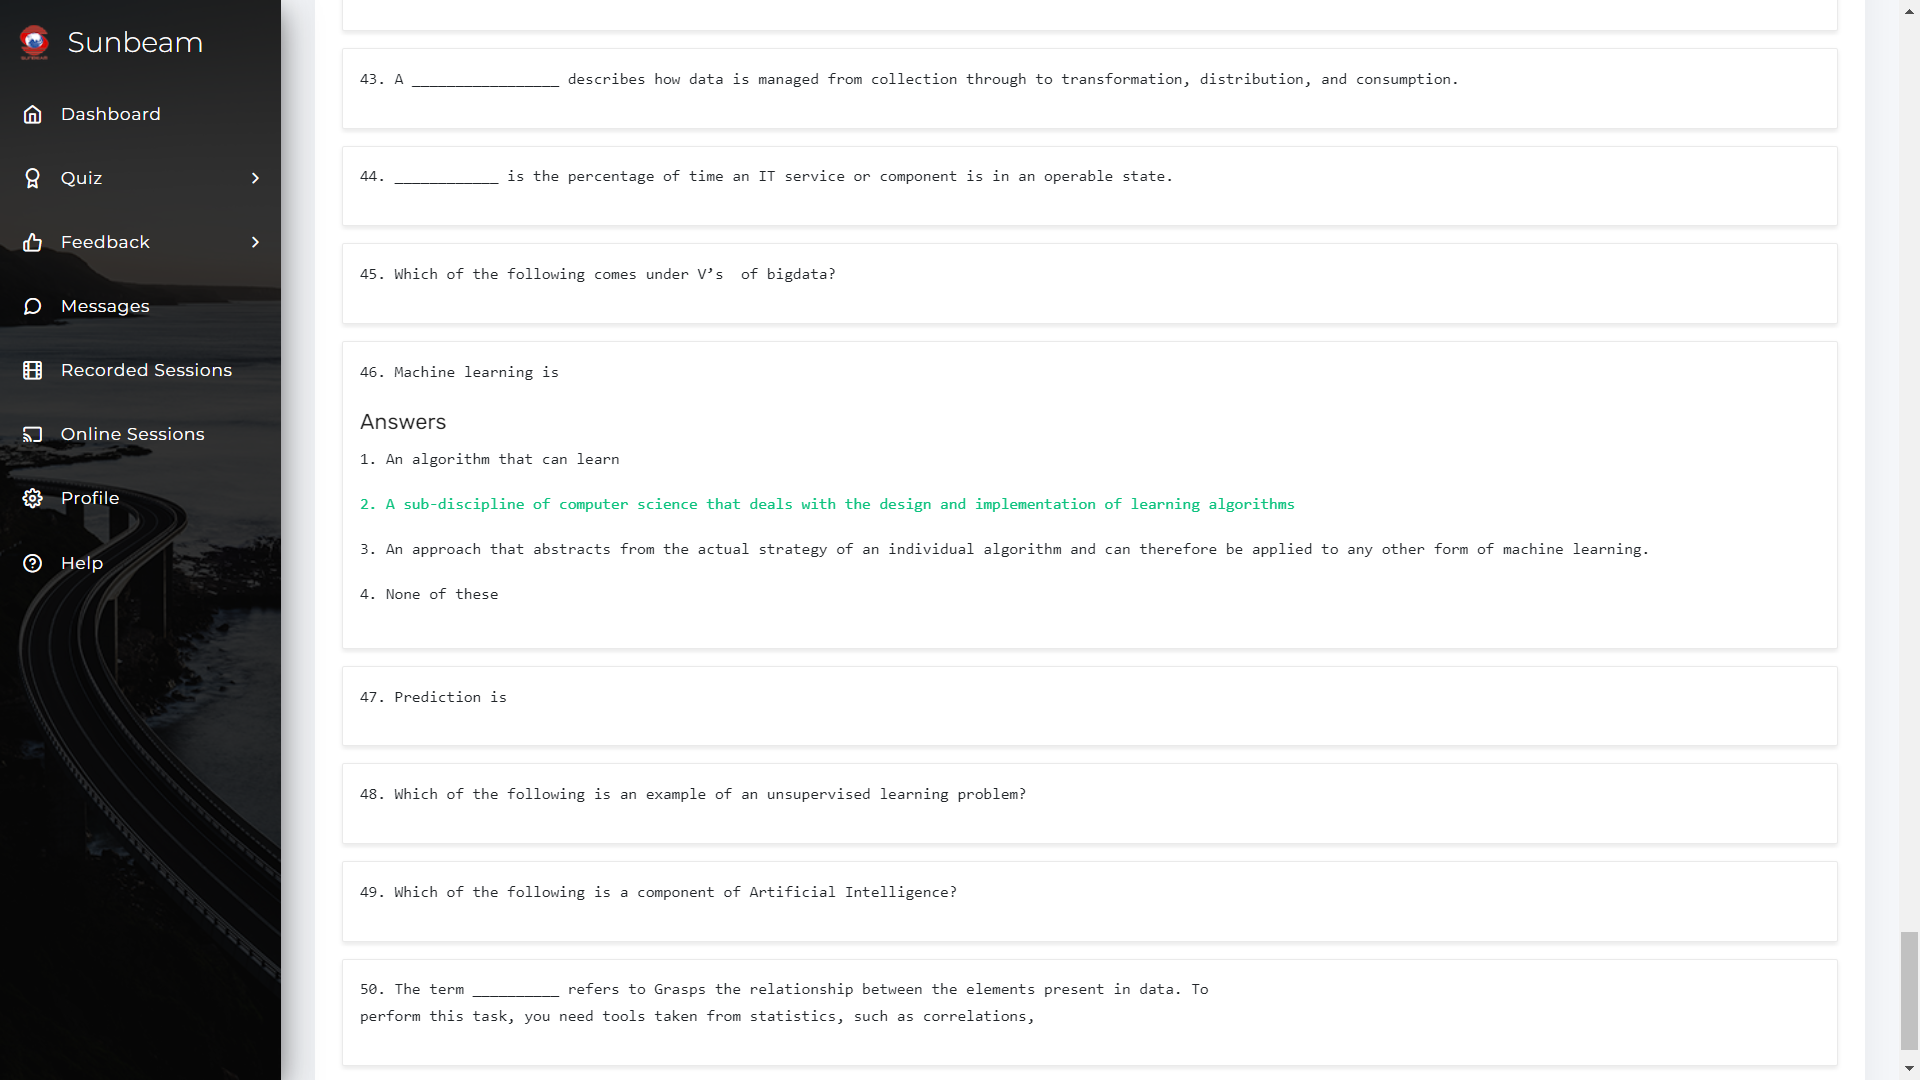 Sunbeam
Dashboard
Quiz
Feedback
Messages
Recorded Sessions
Online Sessions
Profile
Help
43. A _________________ describes how data is managed from collection through to transformation, distribution, and consumption.
44. ____________ is the percentage of time an IT service or component is in an operable state.
45. Which of the following comes under V’s  of bigdata?
46. Machine learning is
Answers
1. An algorithm that can learn
2. A sub-discipline of computer science that deals with the design and implementation of learning algorithms
3. An approach that abstracts from the actual strategy of an individual algorithm and can therefore be applied to any other form of machine learning.
4. None of these
47. Prediction is
48. Which of the following is an example of an unsupervised learning problem?
49. Which of the following is a component of Artificial Intelligence?
50. The term __________ refers to Grasps the relationship between the elements present in data. To
perform this task, you need tools taken from statistics, such as correlations,